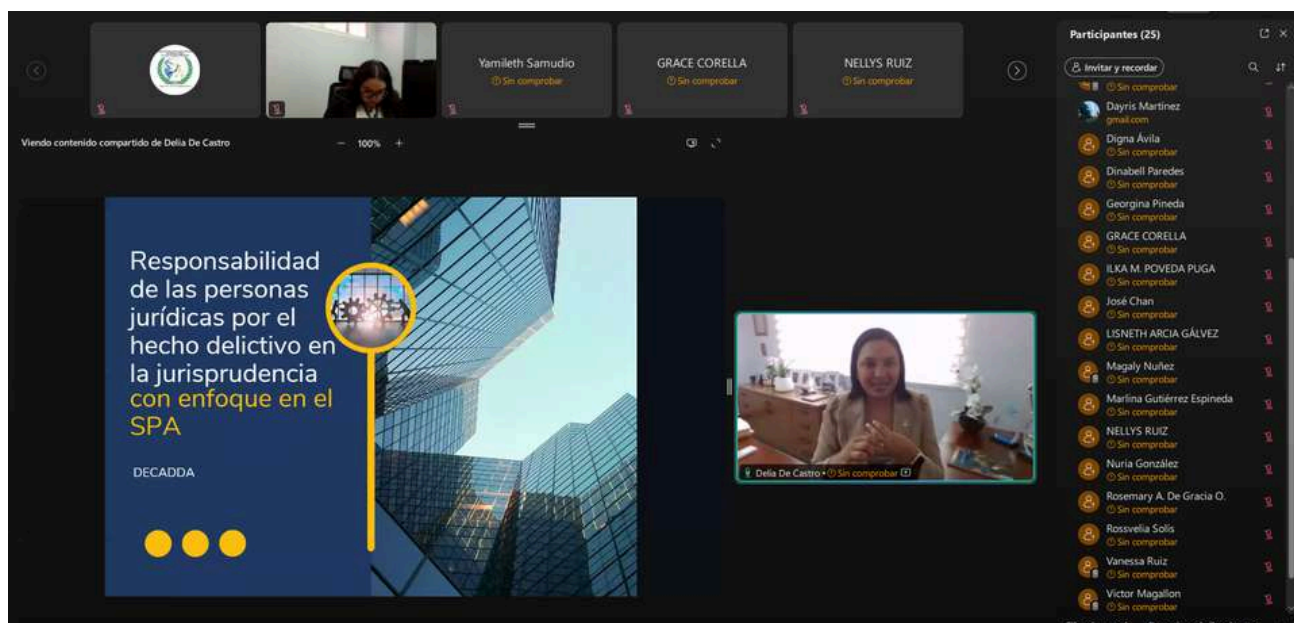 Yamileth Samudio
Sin comprobar
GRACE CORELLA
Sin comprobar
NELLYS RUIZ
Sin comprobar
Viendo contenido compartido de Delia De Castro
− 100% +
Responsabilidad
de las personas
jurídicas por el
hecho delictivo en
la jurisprudencia
con enfoque en el
SPA
DECADDA
Delia De Castro • Sin comprobar
Participantes (25)
Invitar y recordar
Sin comprobar
Dayris Martínez
gmail.com
Digna Ávila
Sin comprobar
Dinabell Paredes
Sin comprobar
Georgina Pineda
Sin comprobar
GRACE CORELLA
Sin comprobar
ILKA M. POVEDA PUGA
Sin comprobar
José Chan
Sin comprobar
LISNETH ARCIA GÁLVEZ
Sin comprobar
Magaly Nuñez
Sin comprobar
Marlina Gutiérrez Espineda
Sin comprobar
NELLYS RUIZ
Sin comprobar
Nuria González
Sin comprobar
Rosemary A. De Gracia O.
Sin comprobar
Rossvelia Solís
Sin comprobar
Vanessa Ruiz
Sin comprobar
Victor Magallon
Sin comprobar